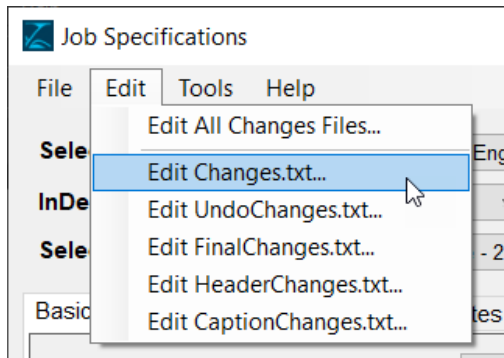 Job Specifications
File Edit Tools Help
Edit All Changes Files...
Edit Changes.txt...
Edit UndoChanges.txt...
Edit FinalChanges.txt...
Edit HeaderChanges.txt...
Edit CaptionChanges.txt...